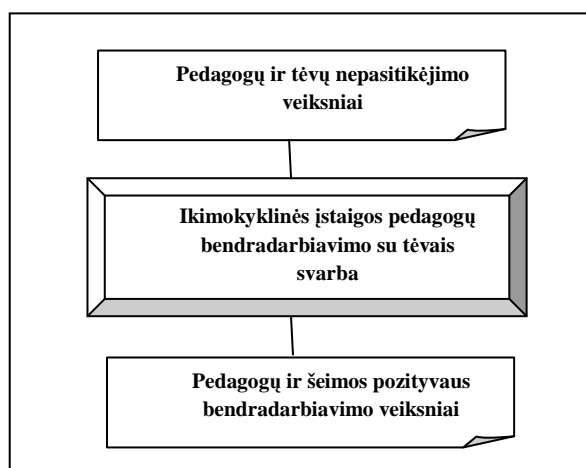 Pedagogų ir tėvų nepasitikėjimo
veiksniai
Ikimokyklinės įstaigos pedagogų
bendradarbiavimo su tėvais
svarba
Pedagogų ir šeimos pozityvaus
bendradarbiavimo veiksniai